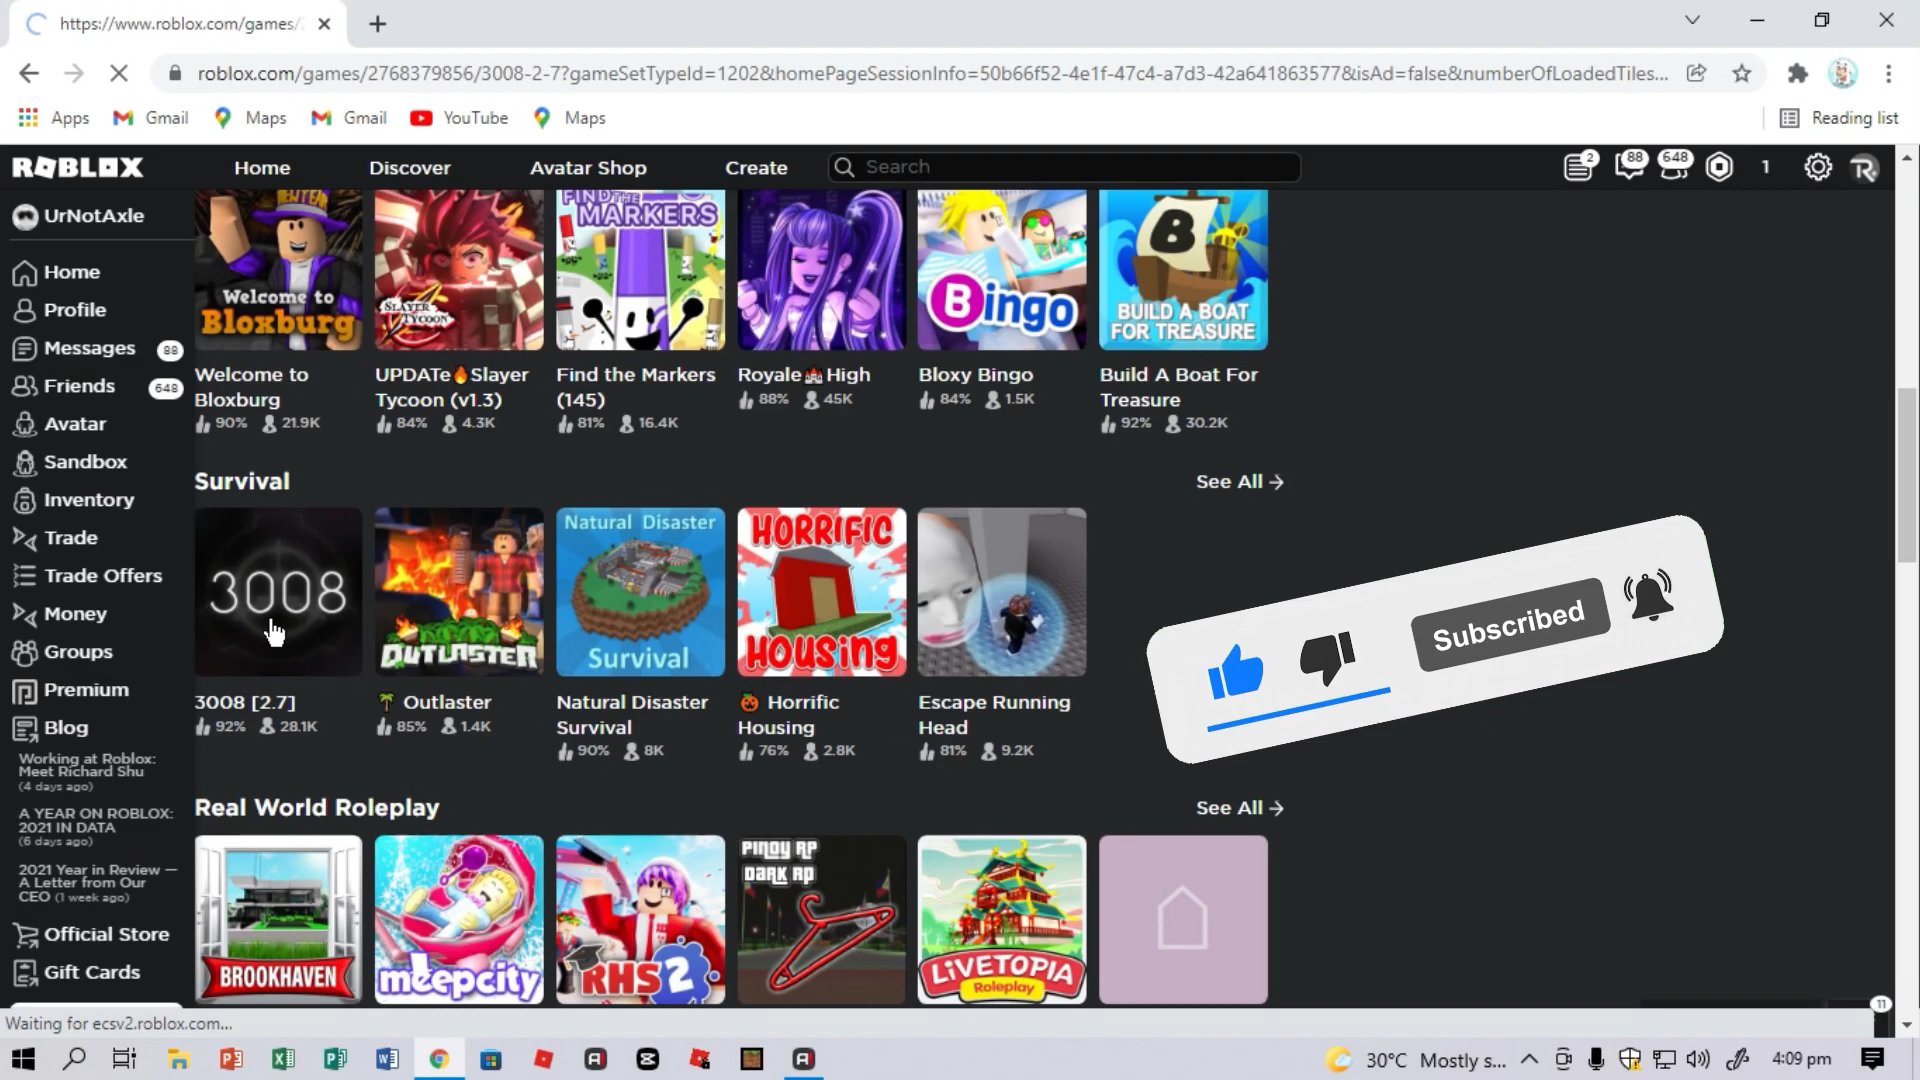 https://www.roblox.com/games/
roblox.com/games/2768379856/3008-2-7?gameSetTypeId=1202&homePageSessionInfo=50b66f52-4e1f-47c4-a7d3-42a641863577&isAd=false&numberOfLoadedTiles...
Apps Gmail Maps Gmail YouTube Maps Reading list
ROBLOX Home Discover Avatar Shop Create Search 2 88 648 1
UrNotAxle
Home
Profile
Messages 88
Friends 648
Avatar
Sandbox
Inventory
Trade
Trade Offers
Money
Groups
Premium
Blog
Working at Roblox:
Meet Richard Shu
(4 days ago)
A YEAR ON ROBLOX:
2021 IN DATA
(6 days ago)
2021 Year in Review —
A Letter from Our
CEO (1 week ago)
Official Store
Gift Cards
Welcome to
Bloxburg
SLAYER
TYCOON
FIND THE
MARKERS
Bingo
B
BUILD A BOAT
FOR TREASURE
Welcome to
Bloxburg
90% 21.9K
UPDATe🔥Slayer
Tycoon (v1.3)
84% 4.3K
Find the Markers
(145)
81% 16.4K
Royale🏰High
88% 45K
Bloxy Bingo
84% 1.5K
Build A Boat For
Treasure
92% 30.2K
Survival See All →
3008
OUTLASTER
Natural Disaster
Survival
HORRIFIC
HOUSING
3008 [2.7]
92% 28.1K
🌴 Outlaster
85% 1.4K
Natural Disaster
Survival
90% 8K
🎃 Horrific
Housing
76% 2.8K
Escape Running
Head
81% 9.2K
Subscribed
Real World Roleplay See All →
BROOKHAVEN
meepcity
RHS 2
PINOY RP
DARK RP
LIVETOPIA
Roleplay
11
Waiting for ecsv2.roblox.com...
30°C Mostly s... 4:09 pm